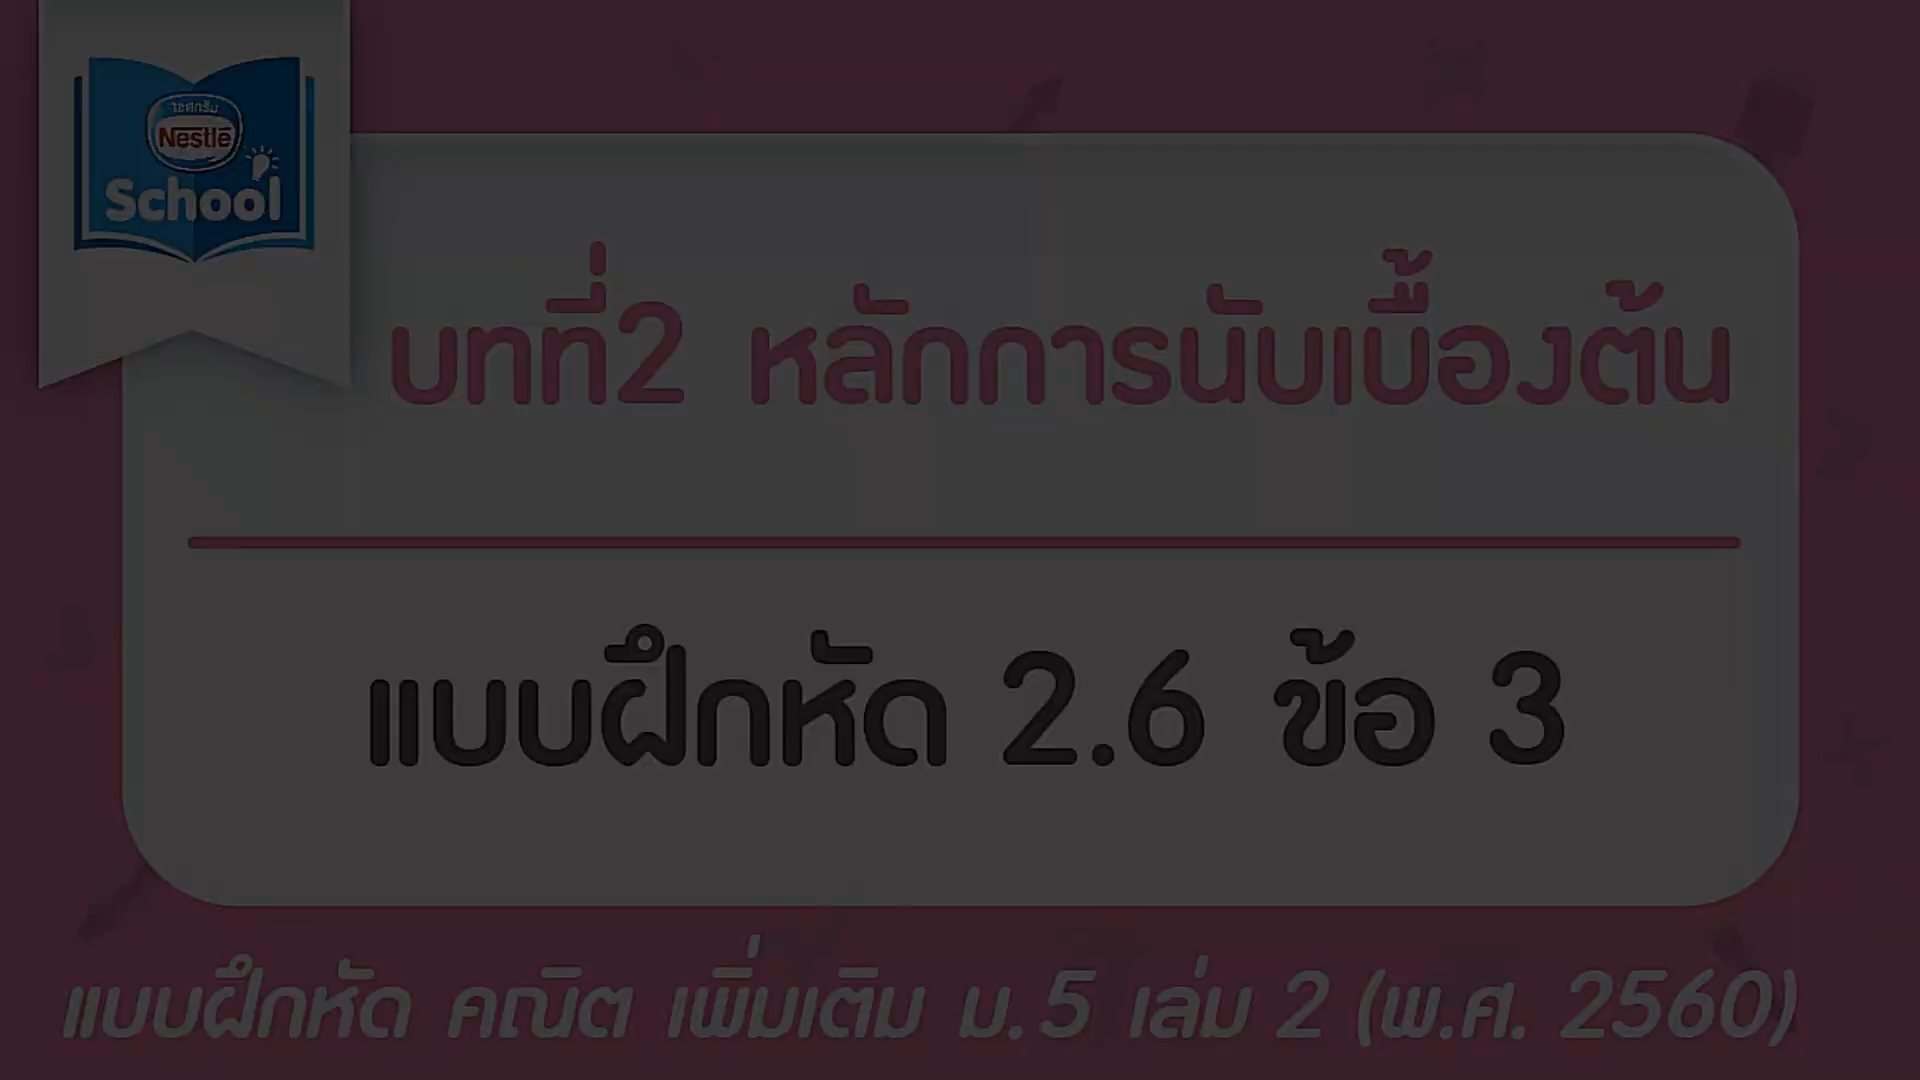 ไอศกรีม
Nestlé
School
บทที่2 หลักการนับเบื้องต้น
แบบฝึกหัด 2.6 ข้อ 3
แบบฝึกหัด คณิต เพิ่มเติม ม.5 เล่ม 2 (พ.ศ. 2560)